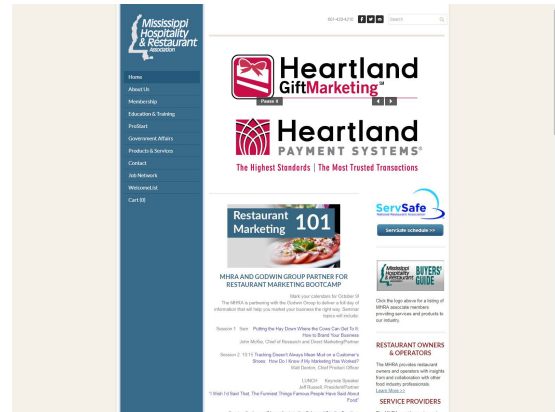 Mississippi
Hospitality
& Restaurant
Association
Home
About Us
Membership
Education & Training
ProStart
Government Affairs
Products & Services
Contact
Job Network
WelcomeList
Cart (0)
601-420-4210
Search
Heartland
GiftMarketing SM
Pause II
Heartland
PAYMENT SYSTEMS®
The Highest Standards | The Most Trusted Transactions
Restaurant
Marketing 101
MHRA AND GODWIN GROUP PARTNER FOR
RESTAURANT MARKETING BOOTCAMP
Mark your calendars for October 5!
The MHRA is partnering with the Godwin Group to deliver a full day of
information that will help you market your business the right way. Seminar
topics will include:
Session 1 9am Putting the Hay Down Where the Cows Can Get To It:
How to Brand Your Business
John McKie, Chief of Research and Direct Marketing/Partner
Session 2 10:15 Tracking Doesn't Always Mean Mud on a Customer's
Shoes: How Do I Know if My Marketing Has Worked?
Walt Denton, Chief Product Officer
LUNCH Keynote Speaker
Jeff Russell, President/Partner
"I Wish I'd Said That: The Funniest Things Famous People Have Said About
Food"
ServSafe
National Restaurant Association
ServSafe schedule >>
Mississippi
Hospitality
& Restaurant
BUYERS'
GUIDE
Click the logo above for a listing of
MHRA associate members
providing services and products to
our industry.
RESTAURANT OWNERS
& OPERATORS
The MHRA provides restaurant
owners and operators with insights
from and collaboration with other
food industry professionals.
Learn More >>
SERVICE PROVIDERS